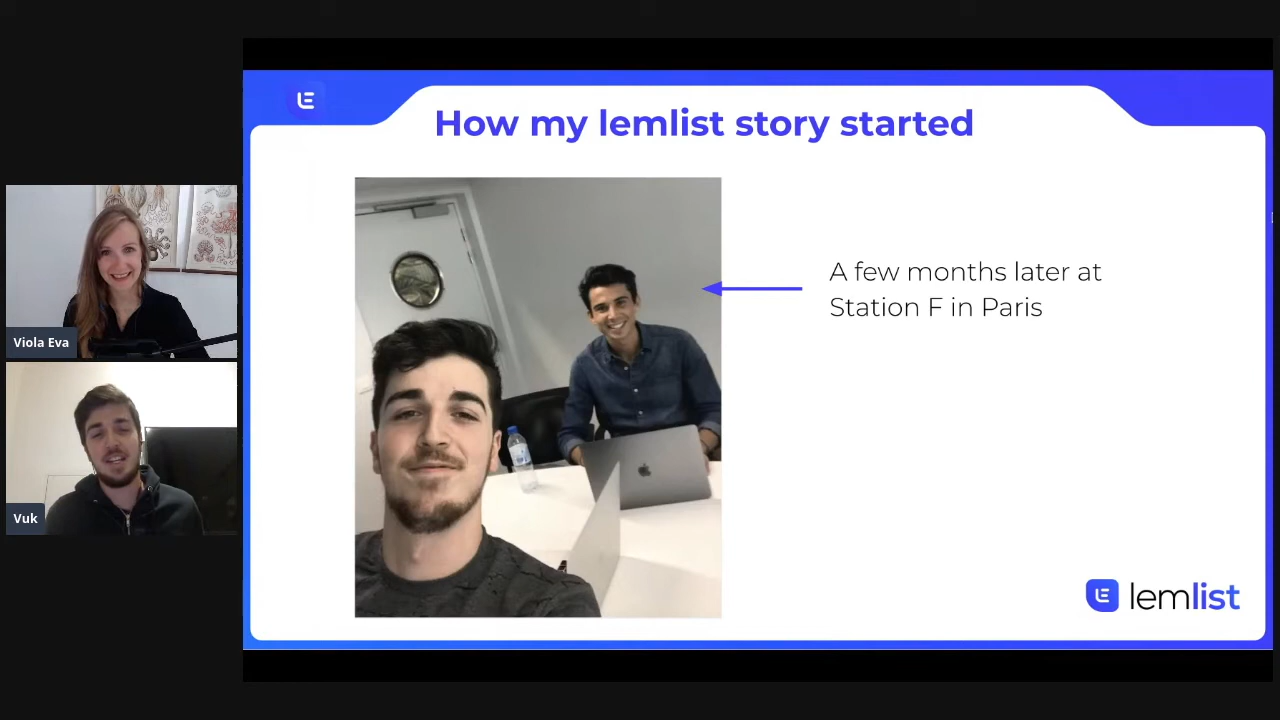 How my lemlist story started
A few months later at
Station F in Paris
Viola Eva
Vuk
lemlist